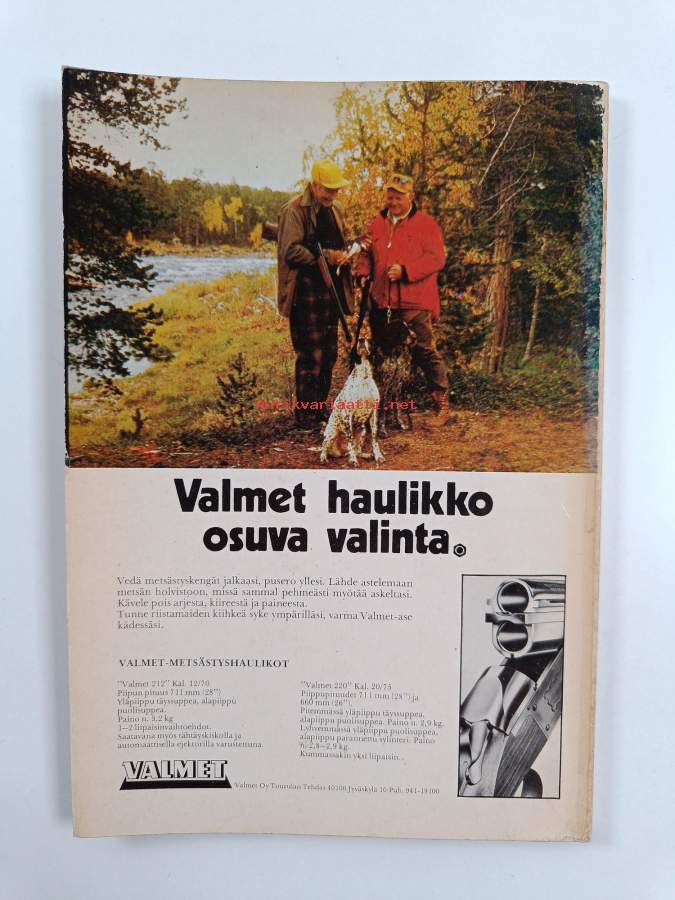 antikvariaatti.net
Valmet haulikko
osuva valinta.
Vedä metsästyskengät jalkaasi, pusero yllesi. Lähde astelemaan
metsän holvistoon, missä sammal pehmeästi myötää askeltasi.
Kävele pois arjesta, kiireestä ja paineesta.
Tunne riistamaiden kiihkeä syke ympärilläsi, varma Valmet-ase
kädessäsi.
VALMET-METSÄSTYSHAULIKOT
"Valmet 212" Kal. 12/70
Piipun pituus 711 mm (28")
Yläpiippu täyssuppea, alapiippu
puolisuppea.
Paino n. 3,2 kg
1–2 liipaisinvaihtoehdot.
Saatavana myös tähtäyskiskolla ja
automaattisella ejektorilla varustettuna.
"Valmet 220" Kal. 20/75
Piippupituudet 711 mm (28") ja
660 mm (26").
Pitemmässä yläpiippu täyssuppea,
alapiippu puolisuppea. Paino n. 2,9 kg.
Lyhyemmässä yläpiippu puolisuppea,
alapiippu parannettu sylinteri. Paino
n. 2,8–2,9 kg.
Kummassakin yksi liipaisin.
VALMET
Valmet Oy Tourulan Tehdas 40100 Jyväskylä 10 Puh. 941-18100